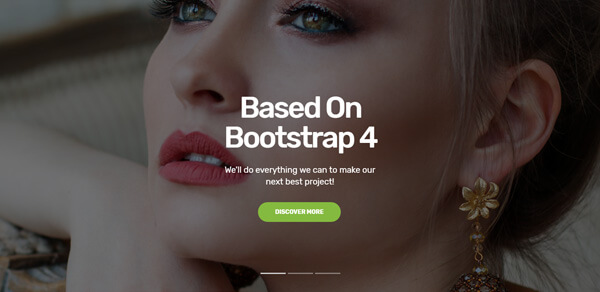 Based On
Bootstrap 4
We'll do everything we can to make our
next best project!
DISCOVER MORE